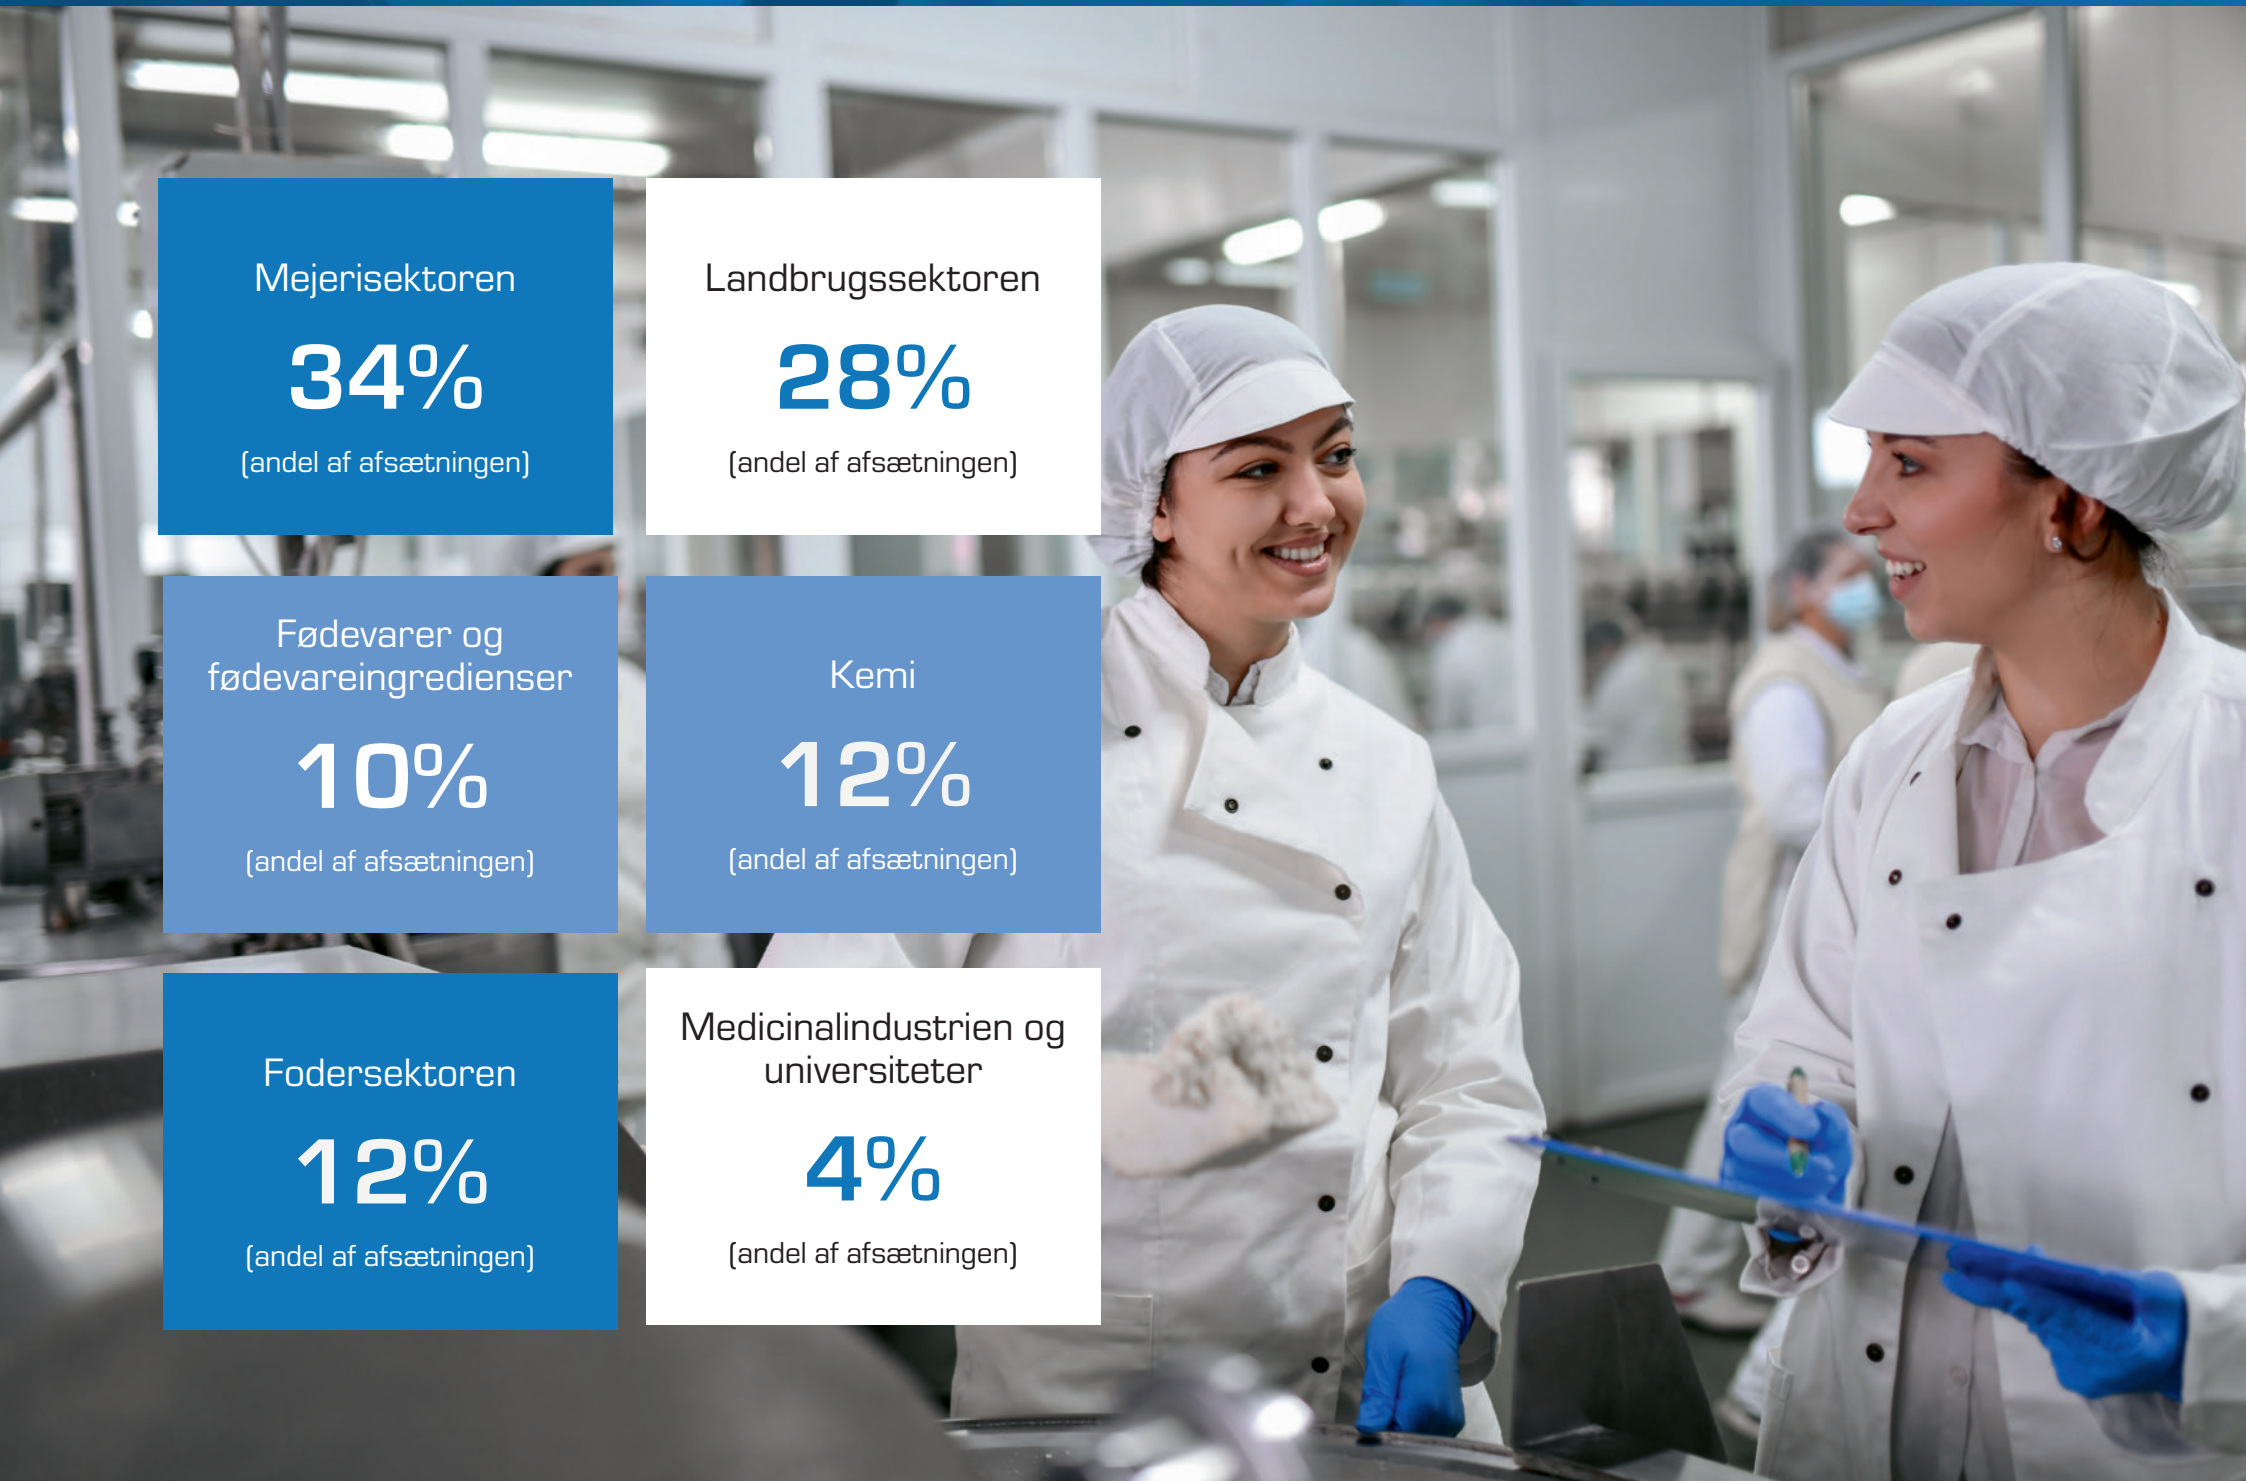 Mejerisektoren
34%
(andel af afsætningen)
Landbrugssektoren
28%
(andel af afsætningen)
Fødevarer og
fødevareingredienser
10%
(andel af afsætningen)
Kemi
12%
(andel af afsætningen)
Fodersektoren
12%
(andel af afsætningen)
Medicinalindustrien og
universiteter
4%
(andel af afsætningen)